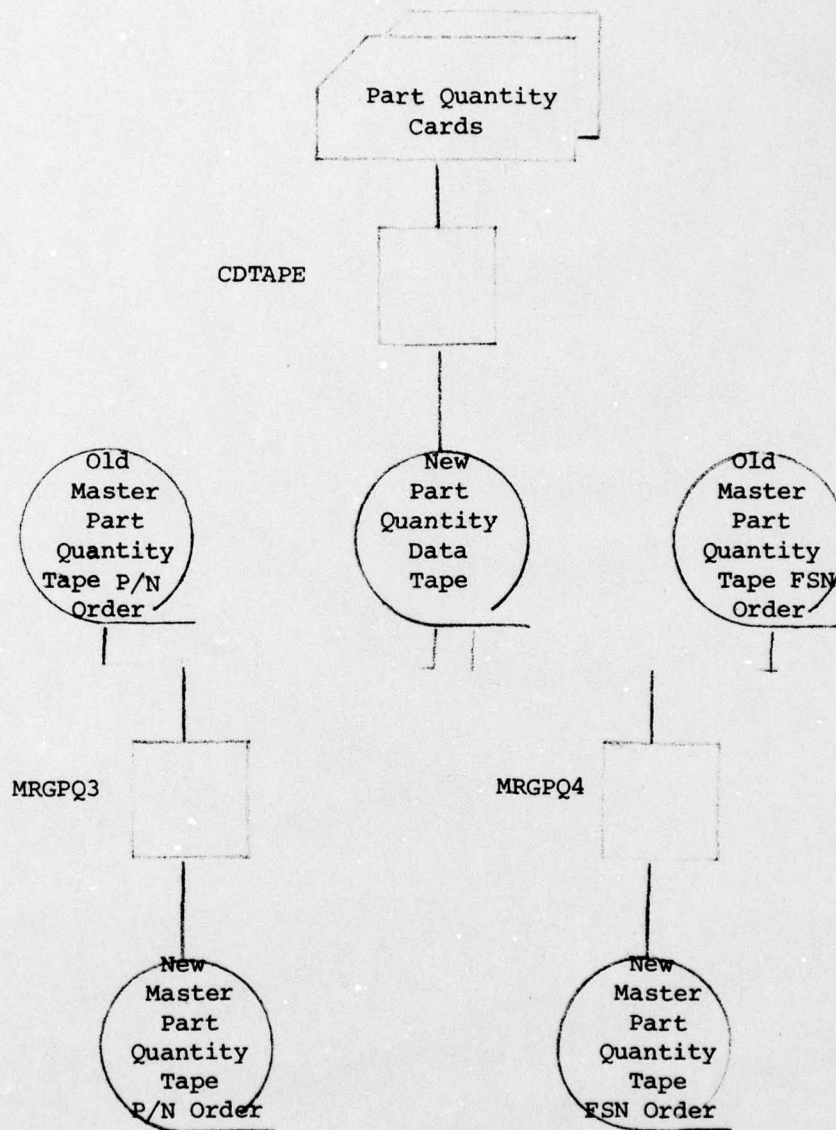 Part Quantity
Cards
CDTAPE
Old
Master
Part
Quantity
Tape P/N
Order
New
Part
Quantity
Data
Tape
Old
Master
Part
Quantity
Tape FSN
Order
MRGPQ3
MRGPQ4
New
Master
Part
Quantity
Tape
P/N Order
New
Master
Part
Quantity
Tape
FSN Order